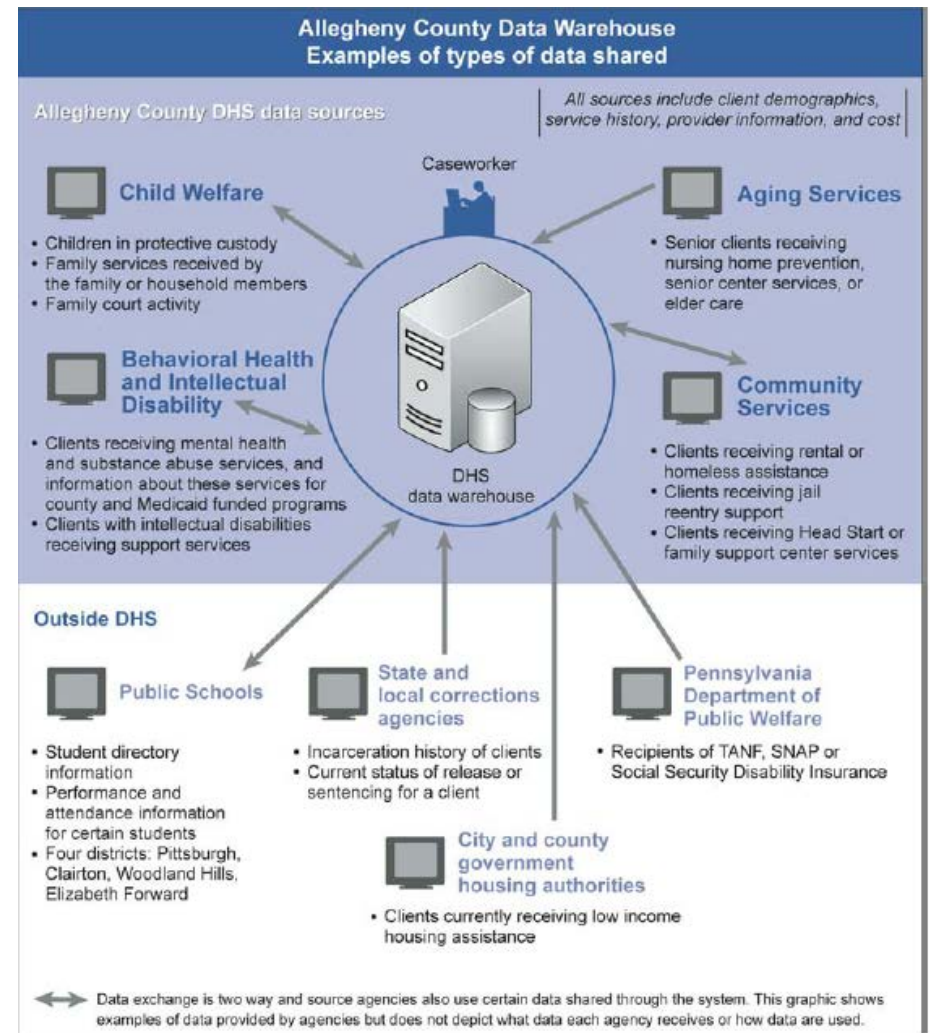 Allegheny County Data Warehouse
Examples of types of data shared
Allegheny County DHS data sources
All sources include client demographics,
service history, provider information, and cost
Caseworker
Child Welfare
• Children in protective custody
• Family services received by
the family or household members
• Family court activity
Aging Services
• Senior clients receiving
nursing home prevention,
senior center services, or
elder care
Behavioral Health
and Intellectual
Disability
• Clients receiving mental health
and substance abuse services, and
information about these services for
county and Medicaid funded programs
• Clients with intellectual disabilities
receiving support services
DHS
data warehouse
Community
Services
• Clients receiving rental or
homeless assistance
• Clients receiving jail
reentry support
• Clients receiving Head Start or
family support center services
Outside DHS
Public Schools
• Student directory
information
• Performance and
attendance information
for certain students
• Four districts: Pittsburgh,
Clairton, Woodland Hills,
Elizabeth Forward
State and
local corrections
agencies
• Incarceration history of clients
• Current status of release or
sentencing for a client
Pennsylvania
Department of
Public Welfare
• Recipients of TANF, SNAP or
Social Security Disability Insurance
City and county
government
housing authorities
• Clients currently receiving low income
housing assistance
Data exchange is two way and source agencies also use certain data shared through the system. This graphic shows
examples of data provided by agencies but does not depict what data each agency receives or how data are used.